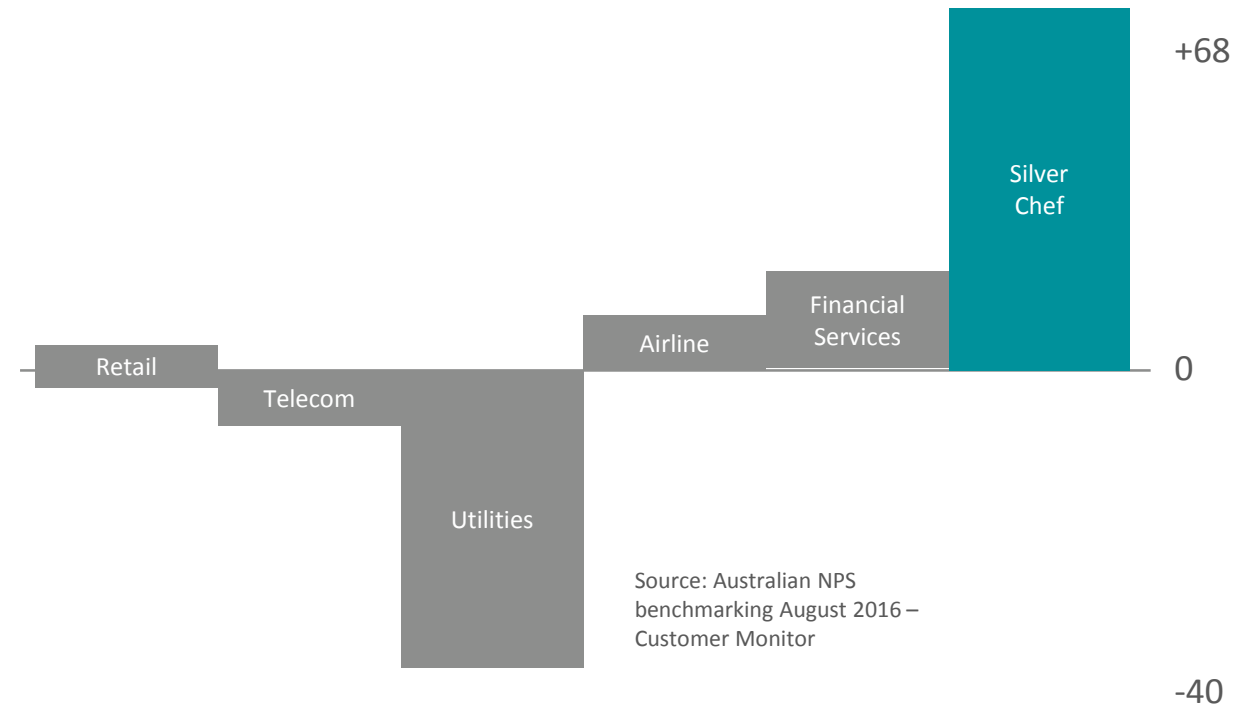 +68
Silver
Chef
Financial
Services
Airline
Retail
0
Telecom
Utilities
Source: Australian NPS
benchmarking August 2016 –
Customer Monitor
-40